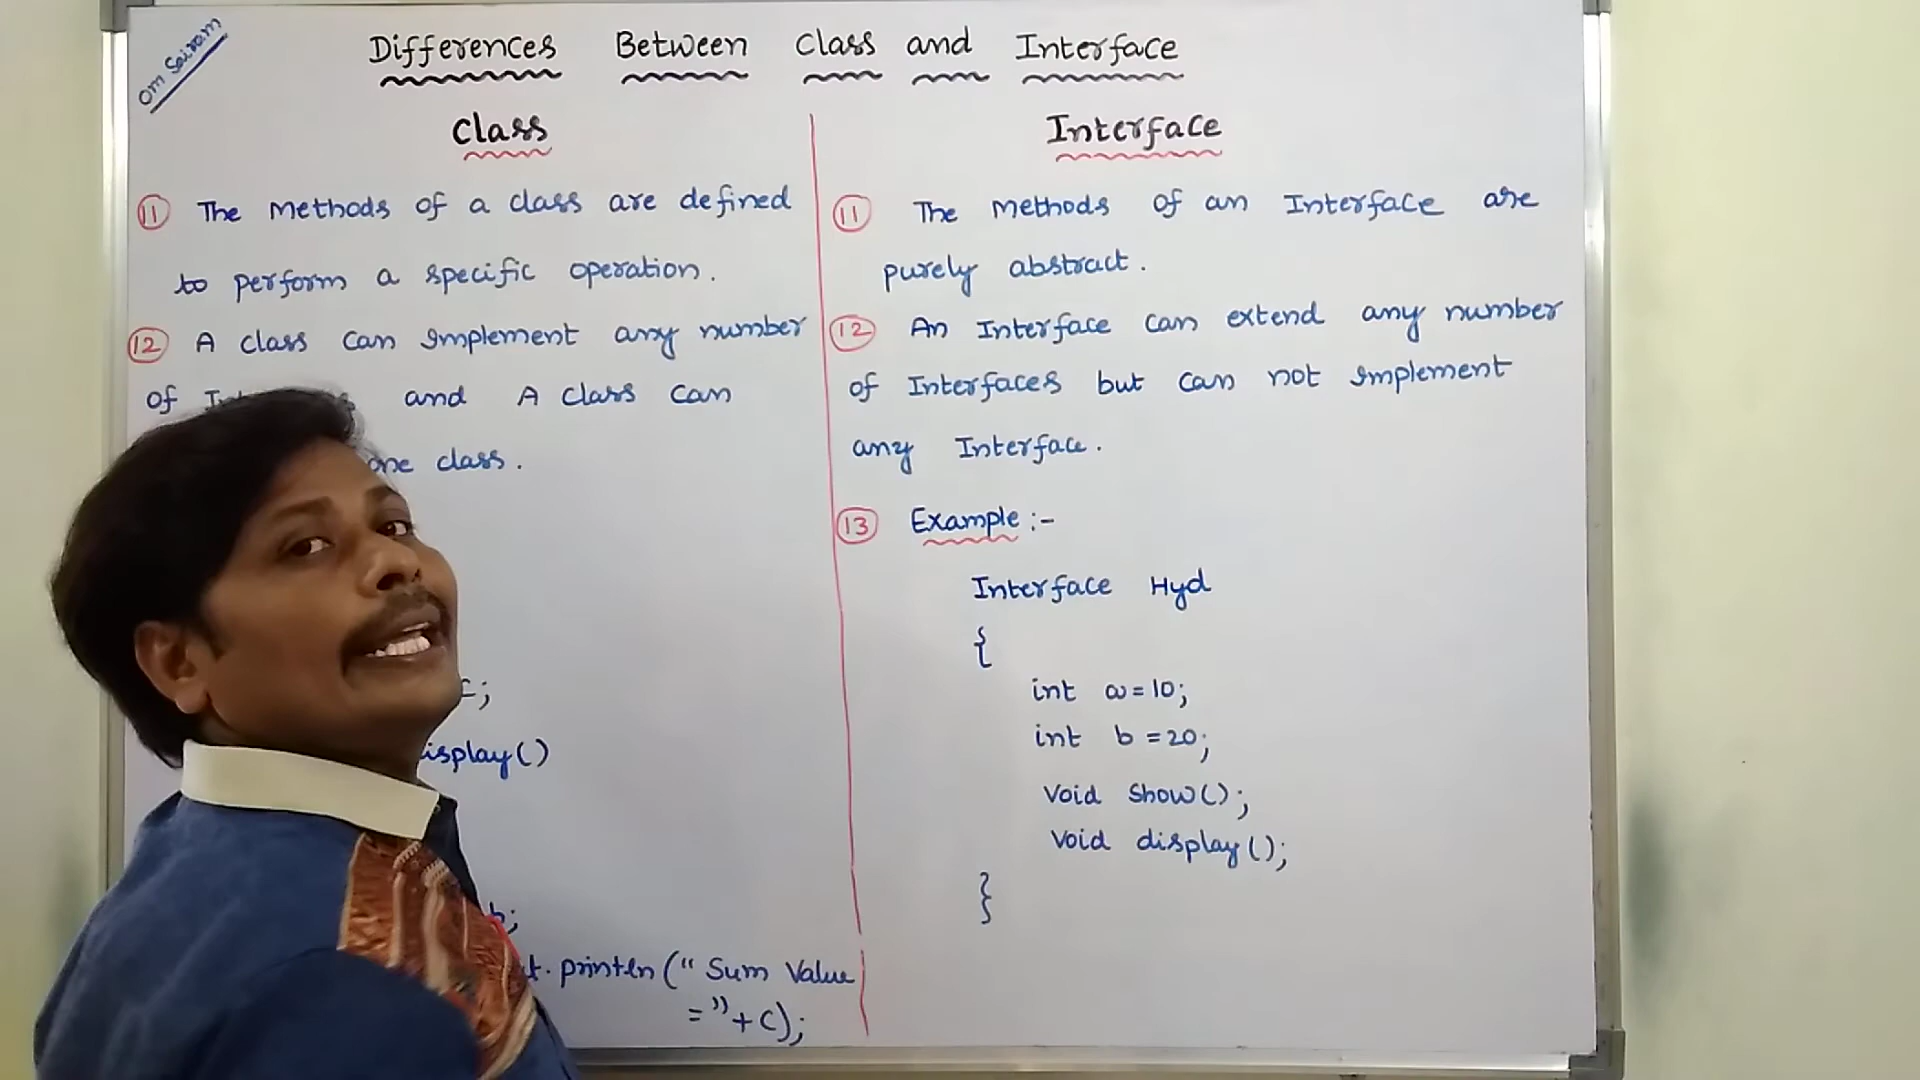 Om Sairam
Differences Between Class and Interface
Class
11 The methods of a class are defined
to perform a specific operation.
12 A class can implement any number
of and A class can
one class.
display()
b;
t.println("Sum Value
="+c);
Interface
11 The methods of an Interface are
purely abstract.
12 An Interface can extend any number
of Interfaces but can not implement
any Interface.
13 Example :-
Interface Hyd
{
int a=10;
int b=20;
void show();
void display();
}